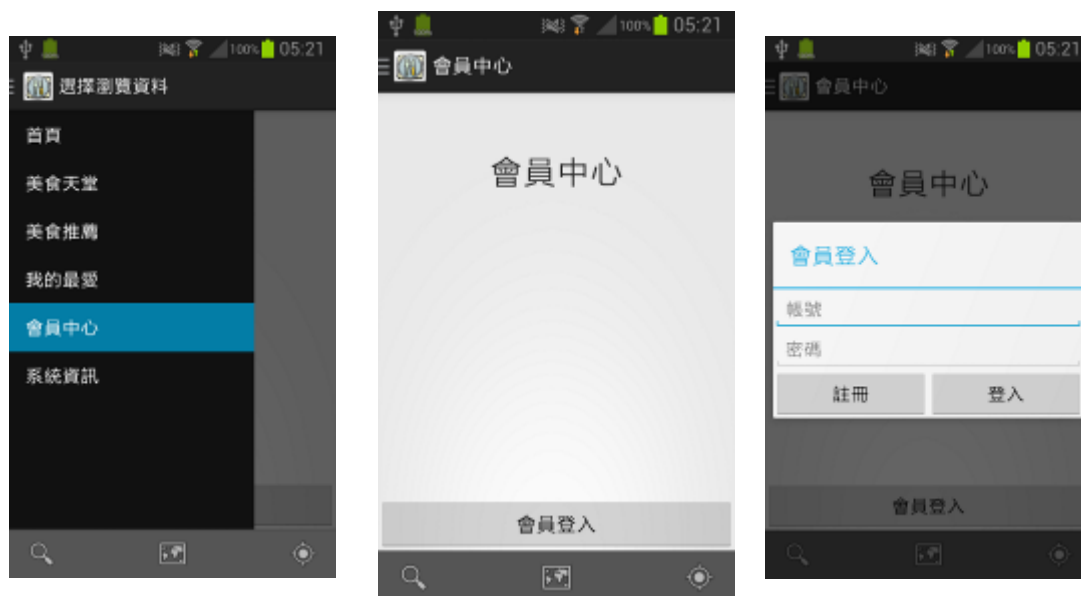 100% 05:21
選擇瀏覽資料
首頁
美食天堂
美食推薦
我的最愛
會員中心
系統資訊
100% 05:21
會員中心
會員中心
會員登入
100% 05:21
會員中心
會員中心
會員登入
帳號
密碼
註冊 登入
會員登入